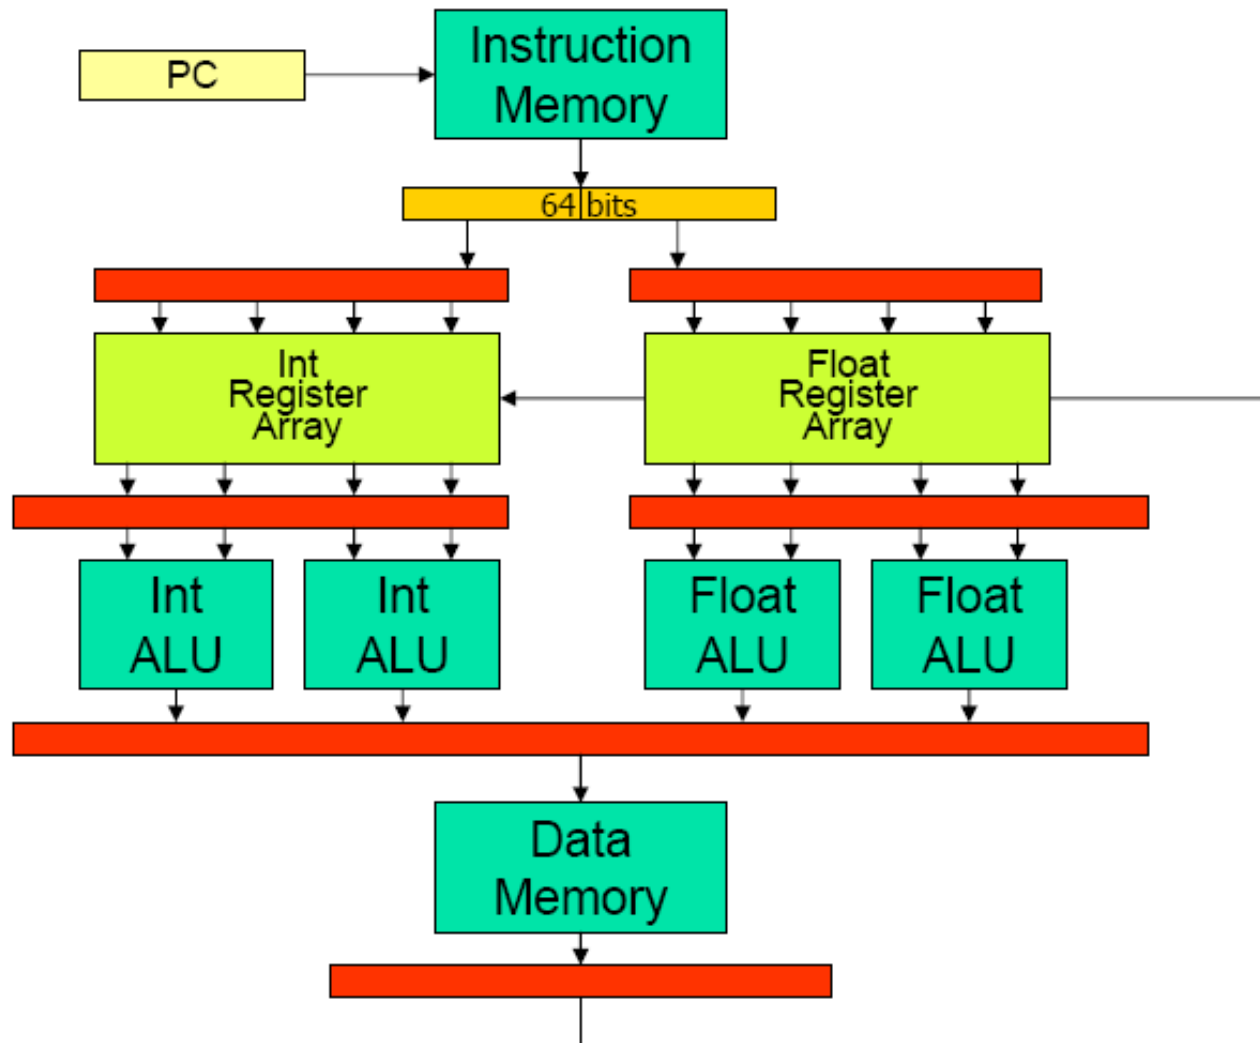 Instruction
Memory
PC
64 bits
Int
Register
Array
Float
Register
Array
Int
ALU
Int
ALU
Float
ALU
Float
ALU
Data
Memory